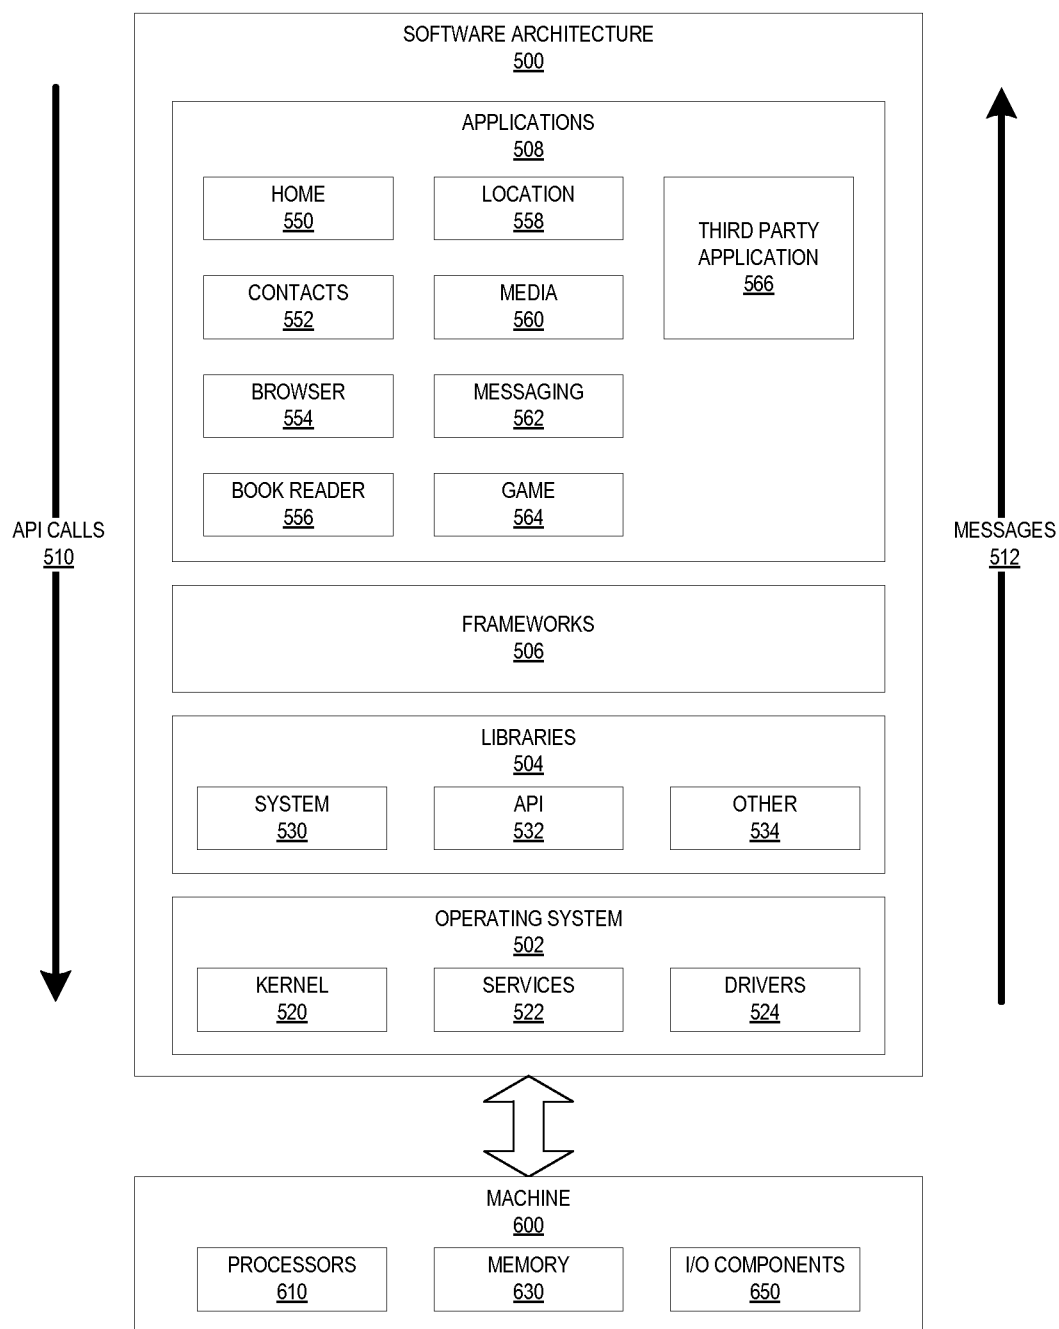 SOFTWARE ARCHITECTURE
500
APPLICATIONS
508
HOME
550
LOCATION
558
THIRD PARTY
APPLICATION
566
CONTACTS
552
MEDIA
560
BROWSER
554
MESSAGING
562
BOOK READER
556
GAME
564
API CALLS
510
MESSAGES
512
FRAMEWORKS
506
LIBRARIES
504
SYSTEM
530
API
532
OTHER
534
OPERATING SYSTEM
502
KERNEL
520
SERVICES
522
DRIVERS
524
MACHINE
600
PROCESSORS
610
MEMORY
630
I/O COMPONENTS
650